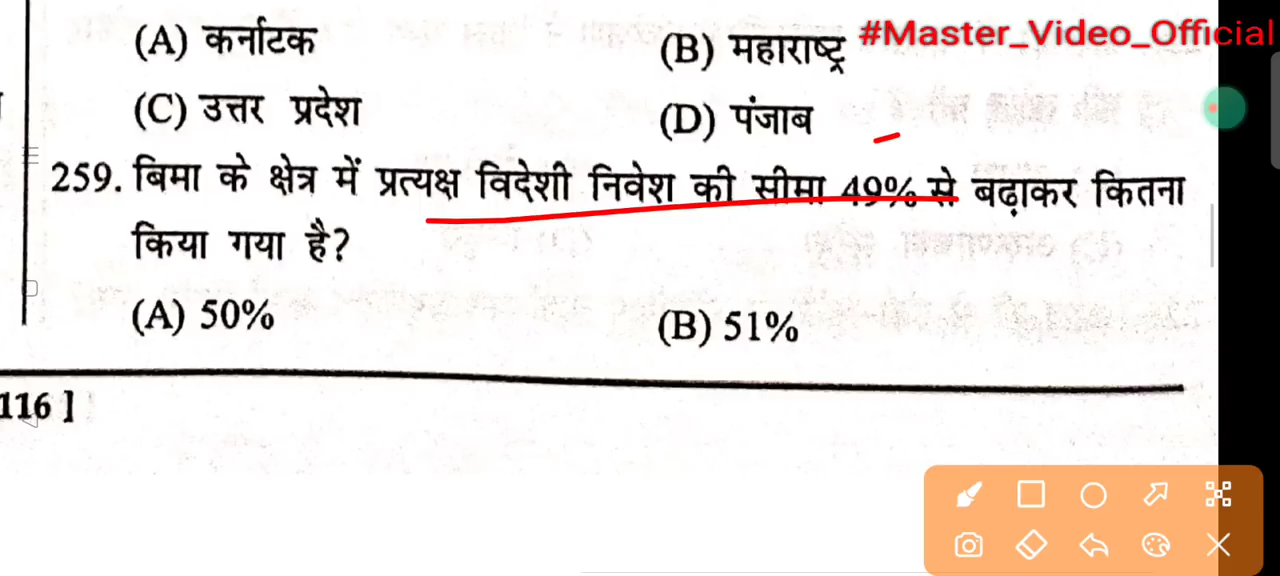 (A) कर्नाटक (B) महाराष्ट्र #Master_Video_Official
(C) उत्तर प्रदेश (D) पंजाब
259. बिमा के क्षेत्र में प्रत्यक्ष विदेशी निवेश की सीमा 49% से बढ़ाकर कितना
किया गया है?
(A) 50% (B) 51%
116 ]